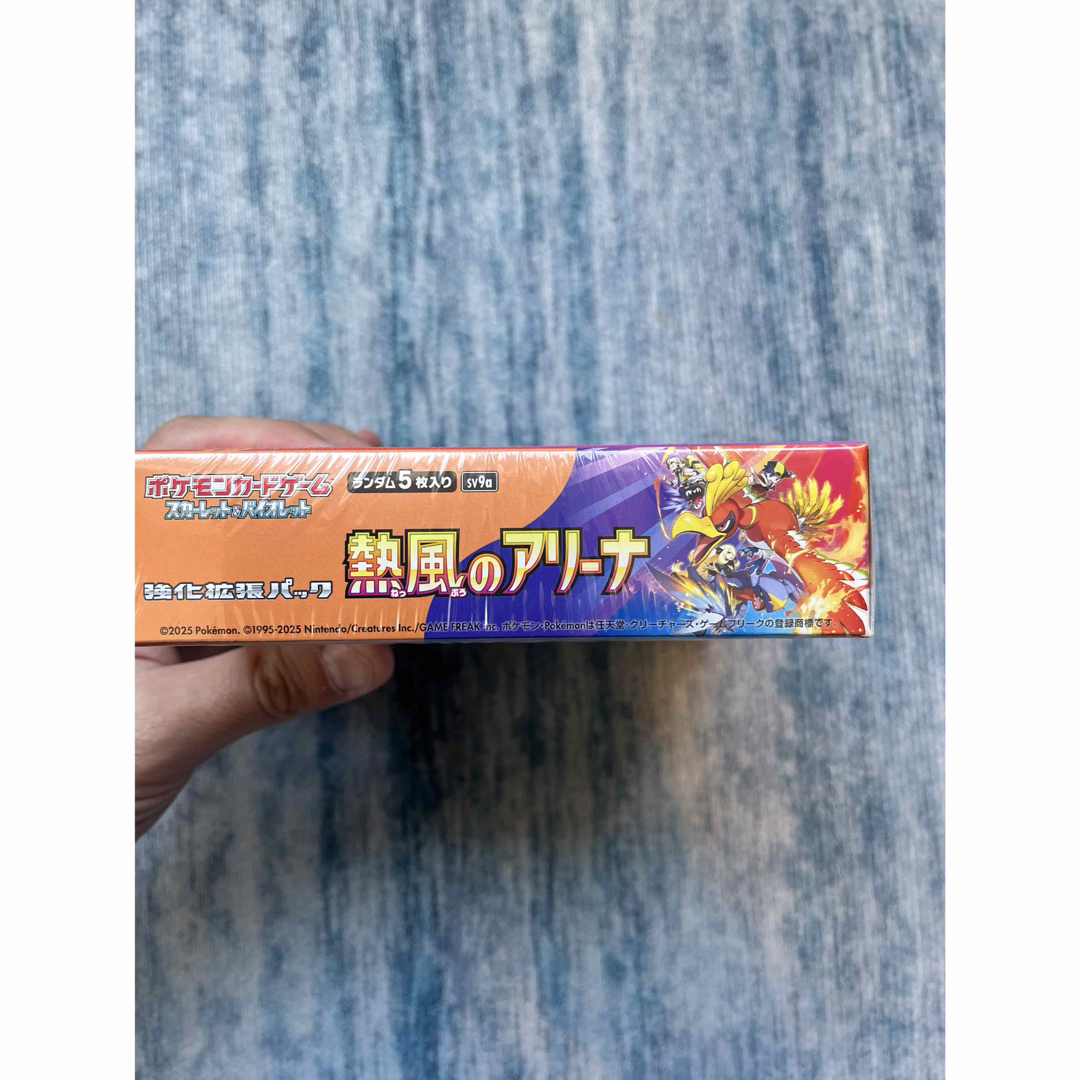 ポケモンカードゲーム
スカーレット&バイオレット
ランダム5枚入り
sv9a
強化拡張パック
熱風のアリーナ
ねっ ぷう
©2025 Pokémon. ©1995-2025 Nintendo/Creatures Inc./GAME FREAK inc. ポケモン・Pokémonは任天堂・クリーチャーズ・ゲームフリークの登録商標です